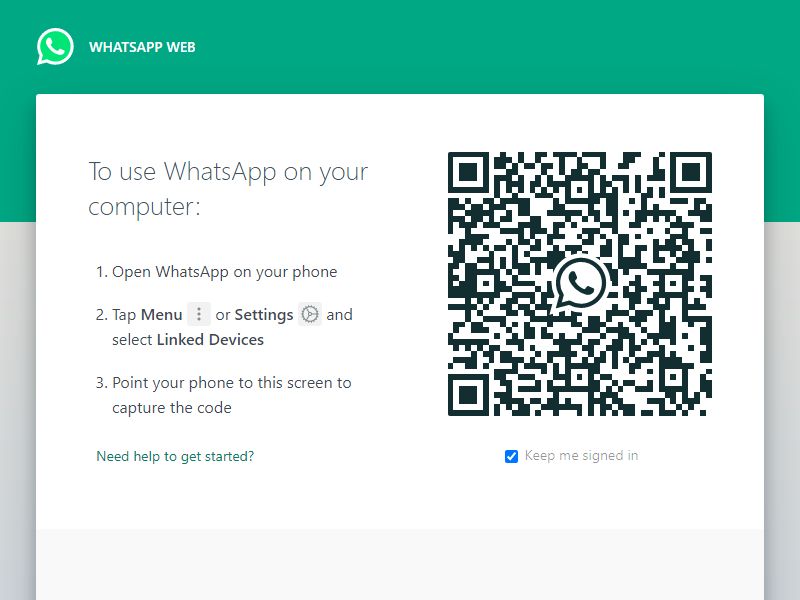 WHATSAPP WEB
To use WhatsApp on your
computer:
1. Open WhatsApp on your phone
2. Tap Menu or Settings and
select Linked Devices
3. Point your phone to this screen to
capture the code
Need help to get started?
Keep me signed in